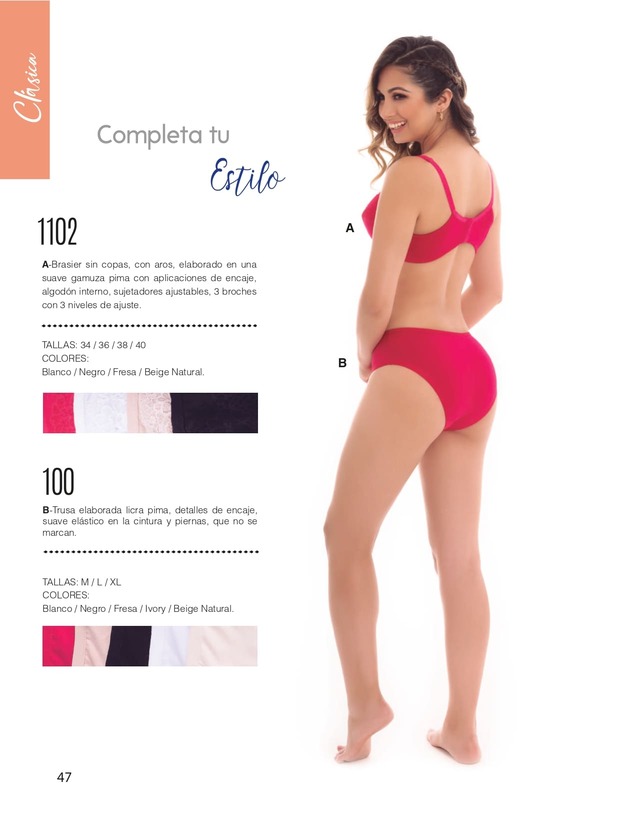 Clásica
Completa tu
Estilo
1102
A-Brasier sin copas, con aros, elaborado en una
suave gamuza pima con aplicaciones de encaje,
algodón interno, sujetadores ajustables, 3 broches
con 3 niveles de ajuste.
TALLAS: 34 / 36 / 38 / 40
COLORES:
Blanco / Negro / Fresa / Beige Natural.
A
B
100
B-Trusa elaborada licra pima, detalles de encaje,
suave elástico en la cintura y piernas, que no se
marcan.
TALLAS: M / L / XL
COLORES:
Blanco / Negro / Fresa / Ivory / Beige Natural.
47